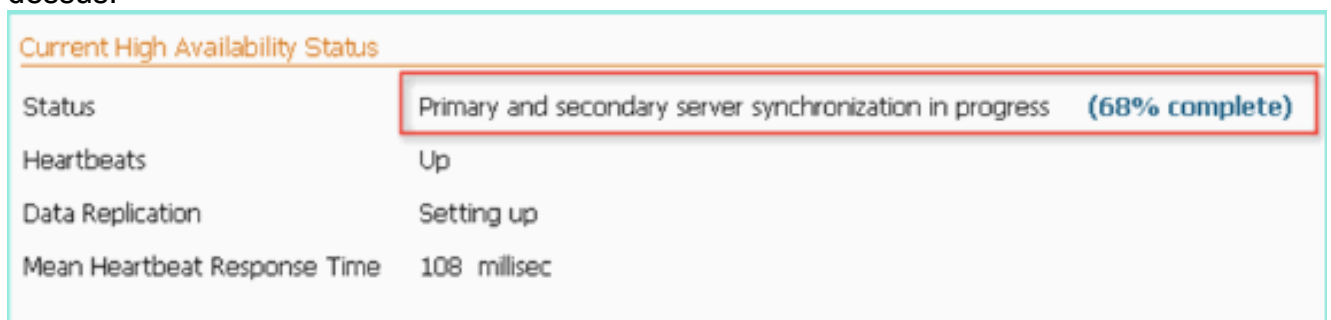 dessus.
Current High Availability Status
Status Primary and secondary server synchronization in progress (68% complete)
Heartbeats Up
Data Replication Setting up
Mean Heartbeat Response Time 108 millisec